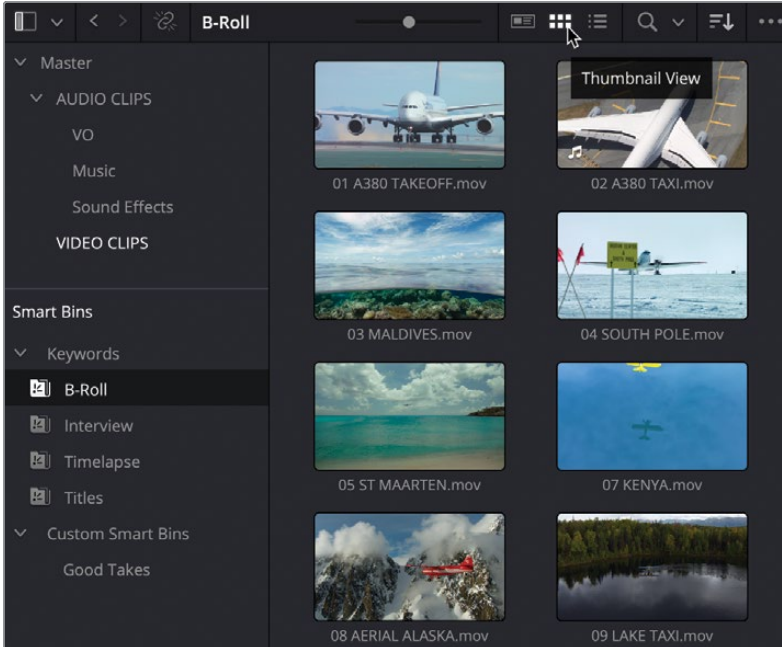 B-Roll
Thumbnail View
Master
AUDIO CLIPS
VO
Music
Sound Effects
VIDEO CLIPS
Smart Bins
Keywords
B-Roll
Interview
Timelapse
Titles
Custom Smart Bins
Good Takes
01 A380 TAKEOFF.mov
02 A380 TAXI.mov
03 MALDIVES.mov
04 SOUTH POLE.mov
05 ST MAARTEN.mov
07 KENYA.mov
08 AERIAL ALASKA.mov
09 LAKE TAXI.mov